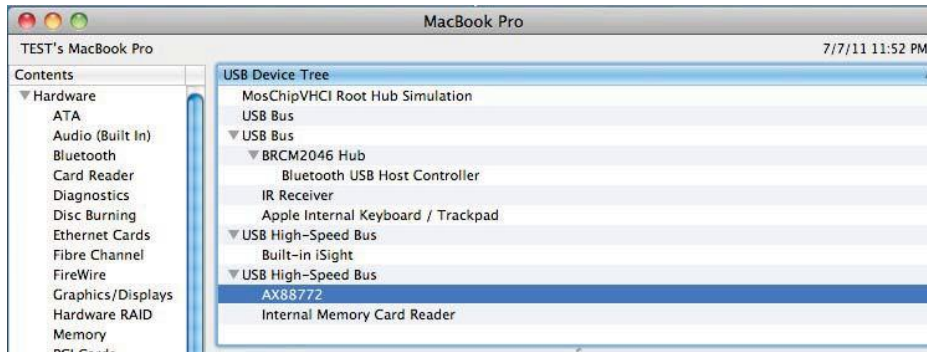 MacBook Pro
TEST's MacBook Pro
7/7/11 11:52 PM
Contents
Hardware
ATA
Audio (Built In)
Bluetooth
Card Reader
Diagnostics
Disc Burning
Ethernet Cards
Fibre Channel
FireWire
Graphics/Displays
Hardware RAID
Memory
USB Device Tree
MosChipVHCI Root Hub Simulation
USB Bus
USB Bus
BRCM2046 Hub
Bluetooth USB Host Controller
IR Receiver
Apple Internal Keyboard / Trackpad
USB High-Speed Bus
Built-in iSight
USB High-Speed Bus
AX88772
Internal Memory Card Reader